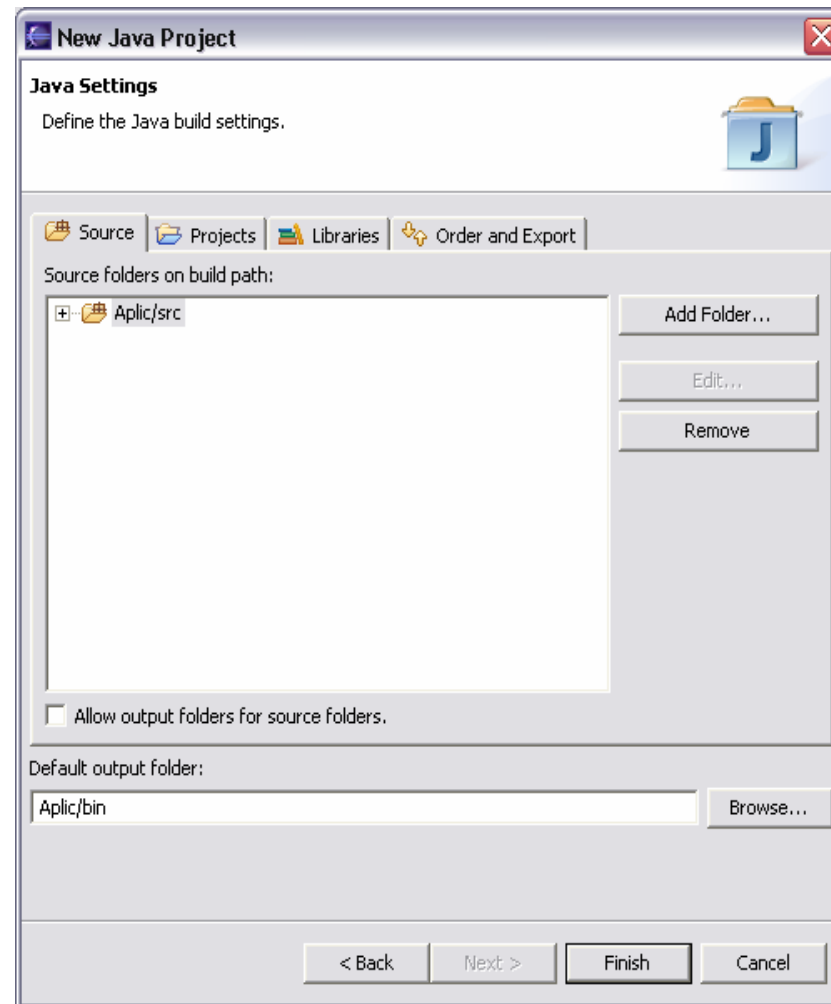 New Java Project
Java Settings
Define the Java build settings.
Source Projects Libraries Order and Export
Source folders on build path:
Aplic/src
Add Folder...
Edit...
Remove
Allow output folders for source folders.
Default output folder:
Aplic/bin Browse...
< Back Next > Finish Cancel